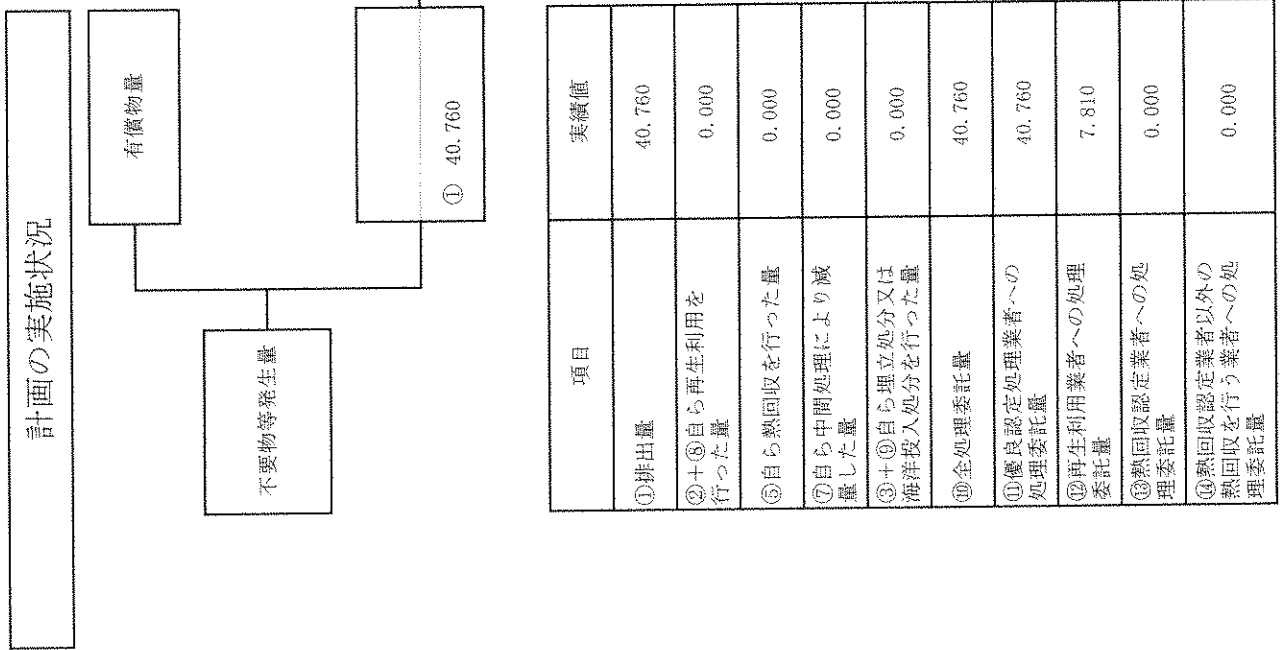 計画の実施状況
有償物量
不要物等発生量
① 40.760
項目
実績値
①排出量
40.760
②+⑧自ら再生利用を
行った量
0.000
⑤自ら熱回収を行った量
0.000
⑦自ら中間処理により減
量した量
0.000
③+⑨自ら埋立処分又は
海洋投入処分を行った量
0.000
⑩全処理委託量
40.760
⑪優良認定処理業者への
処理委託量
40.760
⑫再生利用業者への処理
委託量
7.810
⑬熱回収認定業者への処
理委託量
0.000
⑭熱回収認定業者以外の
熱回収を行う業者への処
理委託量
0.000